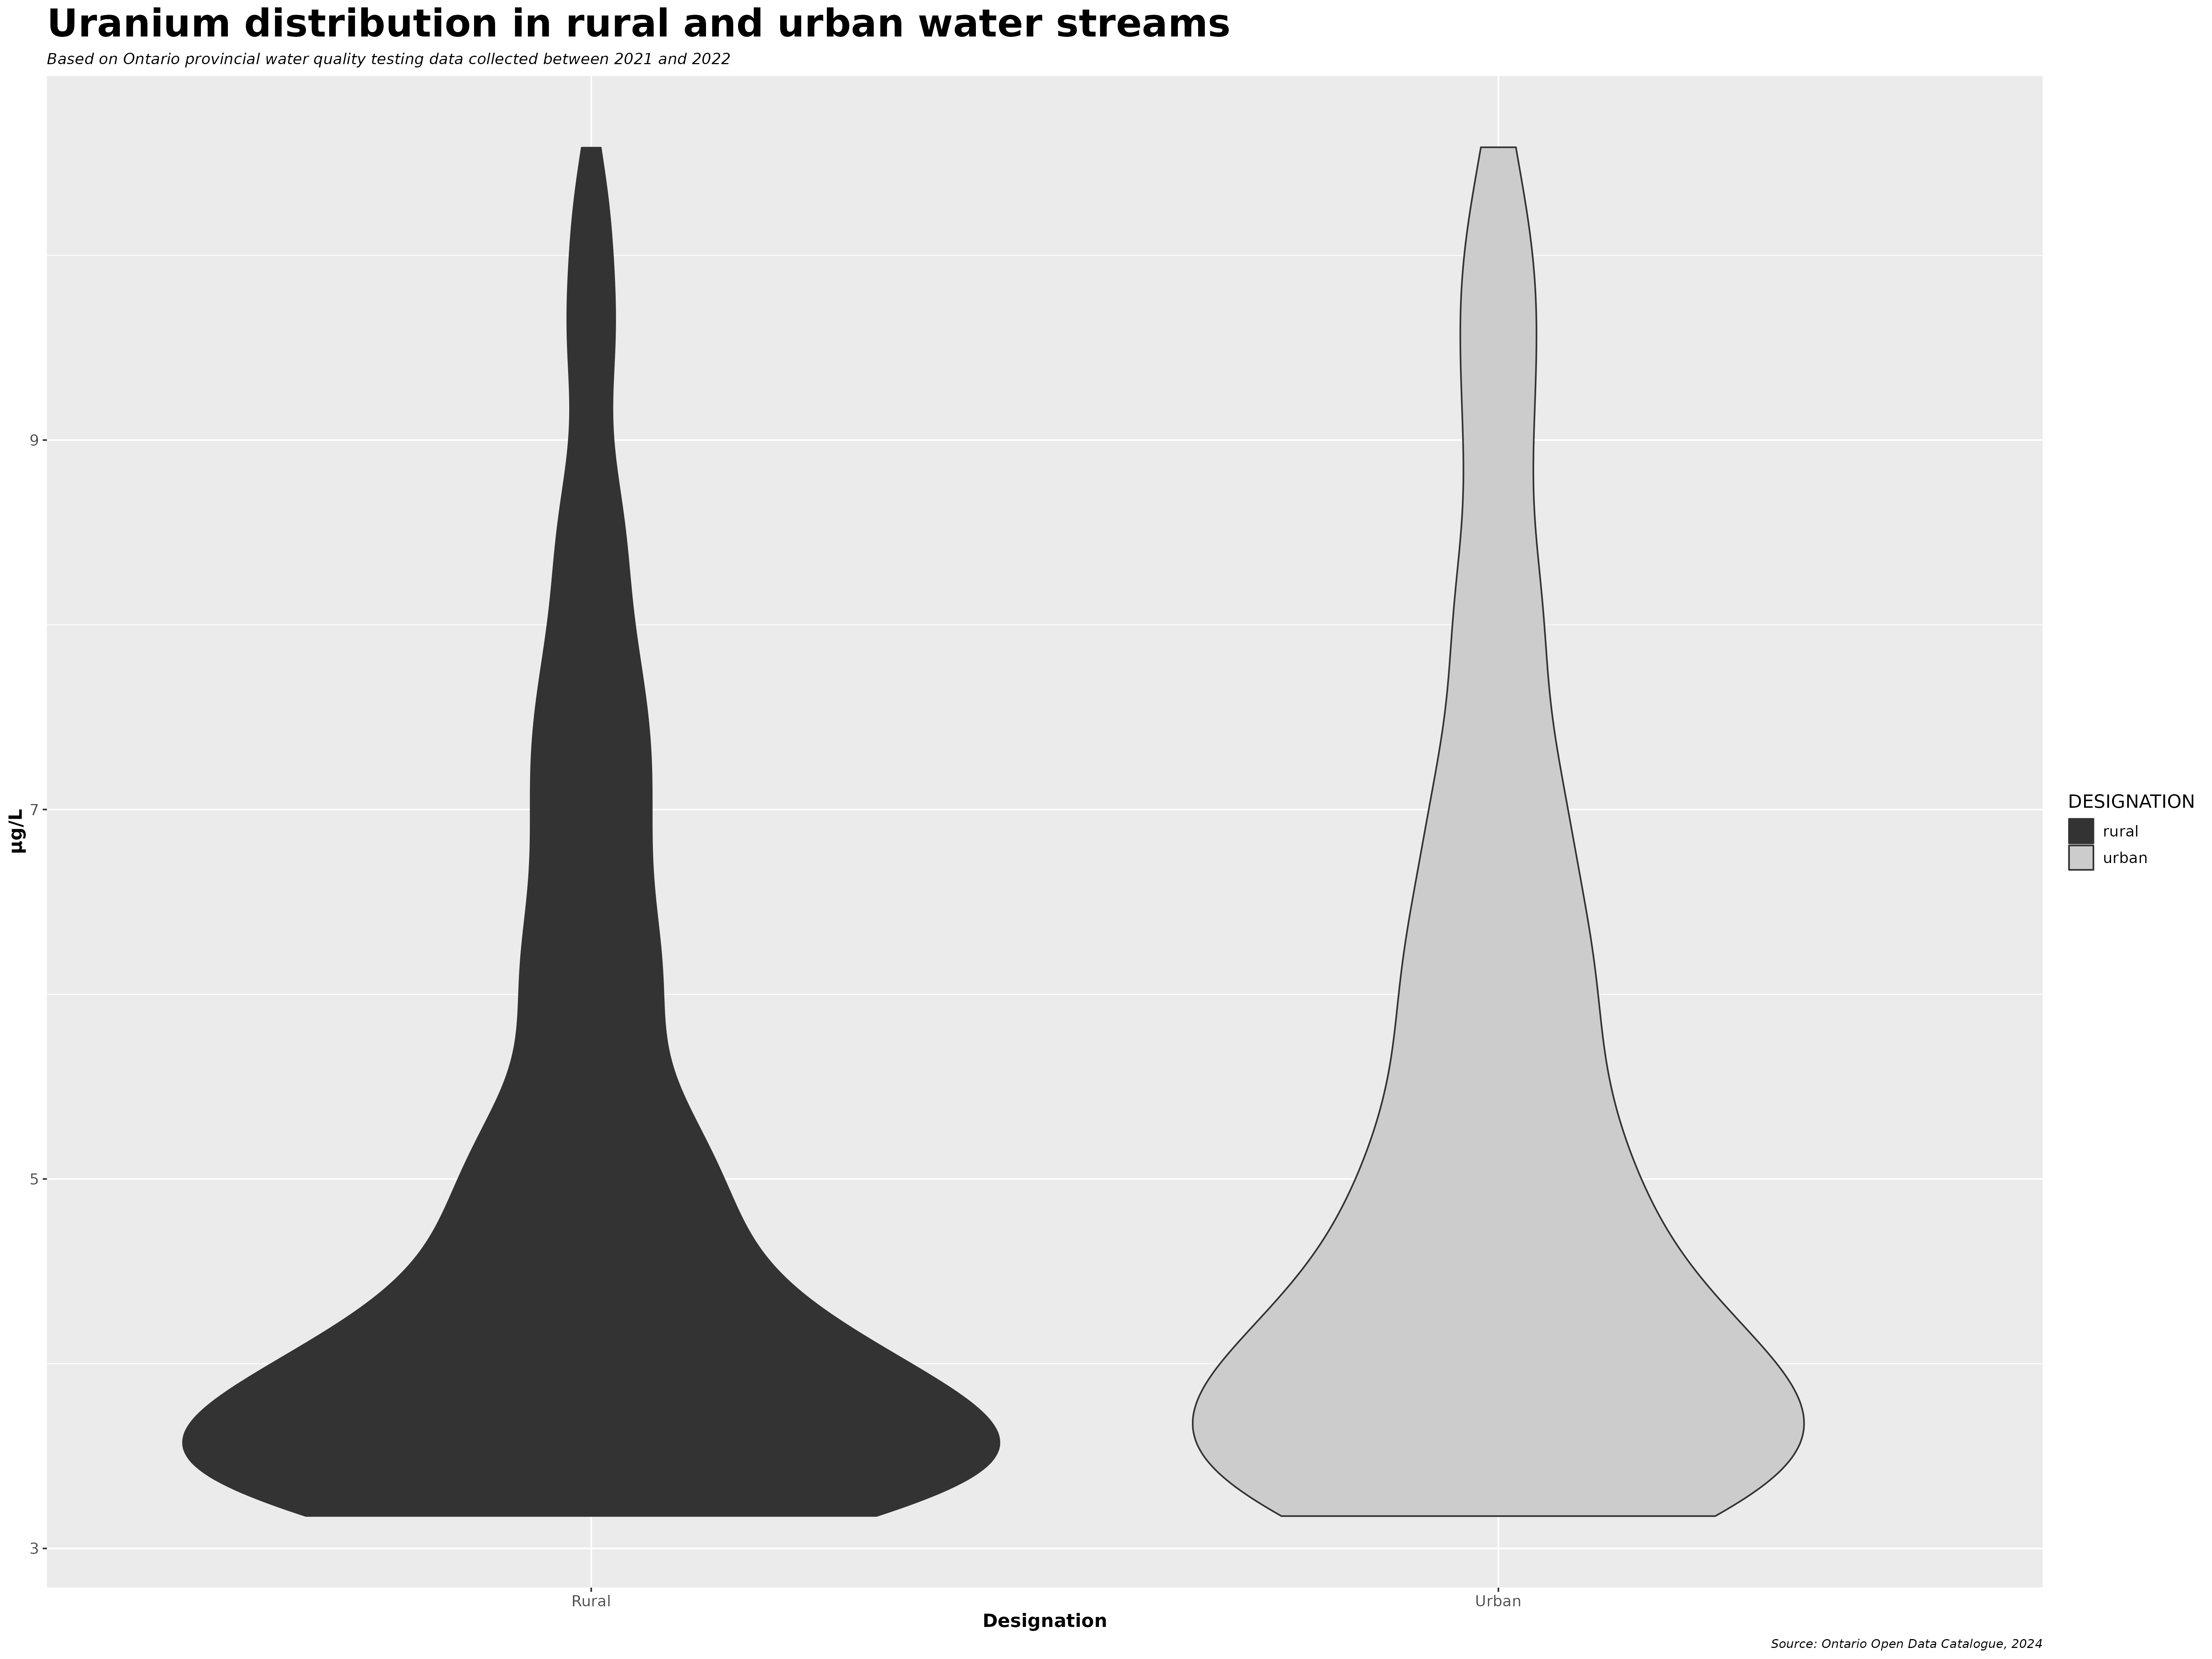 Uranium distribution in rural and urban water streams
Based on Ontario provincial water quality testing data collected between 2021 and 2022
9
7
5
3
µg/L
Rural
Urban
Designation
DESIGNATION
rural
urban
Source: Ontario Open Data Catalogue, 2024